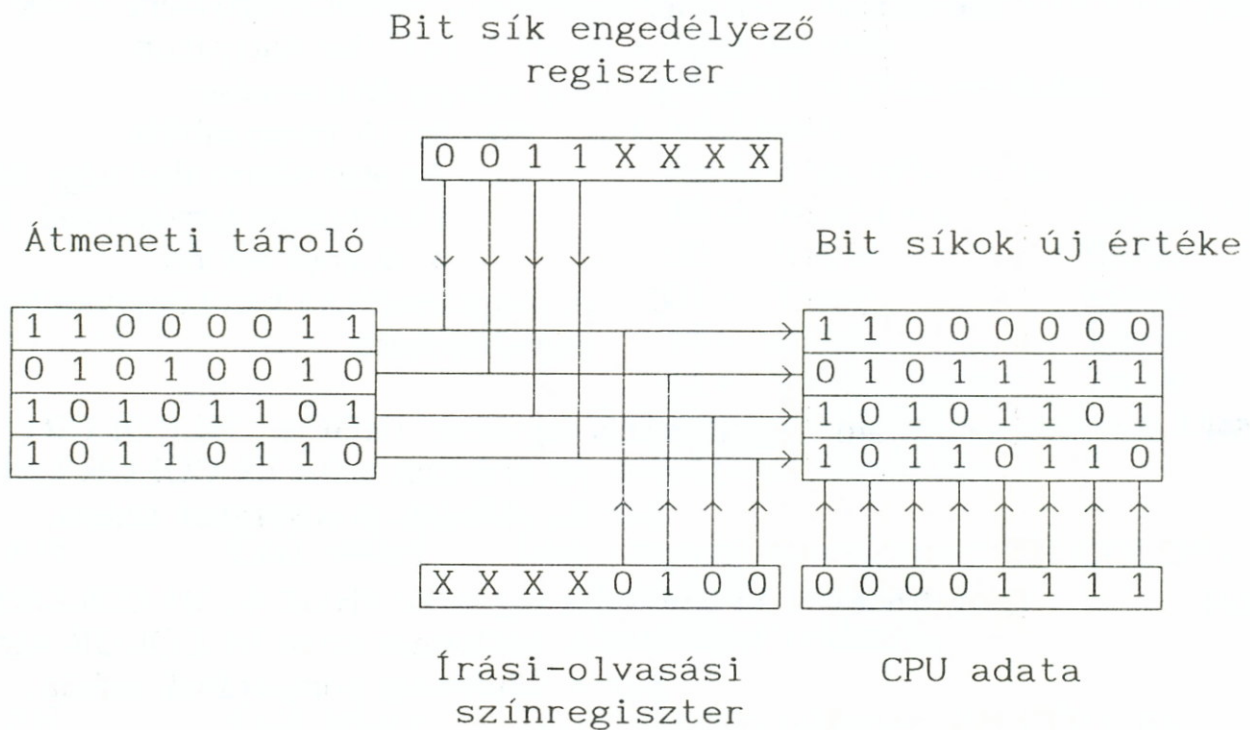 Bit sík engedélyező
regiszter
0 0 1 1 X X X X
Átmeneti tároló
Bit síkok új értéke
1 1 0 0 0 0 1 1
0 1 0 1 0 0 1 0
1 0 1 0 1 1 0 1
1 0 1 1 0 1 1 0
1 1 0 0 0 0 0 0
0 1 0 1 1 1 1 1
1 0 1 0 1 1 0 1
1 0 1 1 0 1 1 0
X X X X 0 1 0 0
0 0 0 0 1 1 1 1
Írási-olvasási
színregiszter
CPU adata